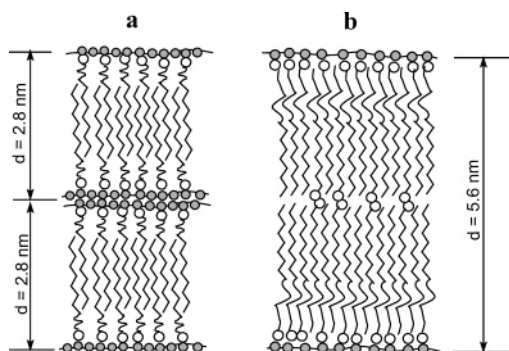 a
b
d = 2.8 nm
d = 2.8 nm
d = 5.6 nm